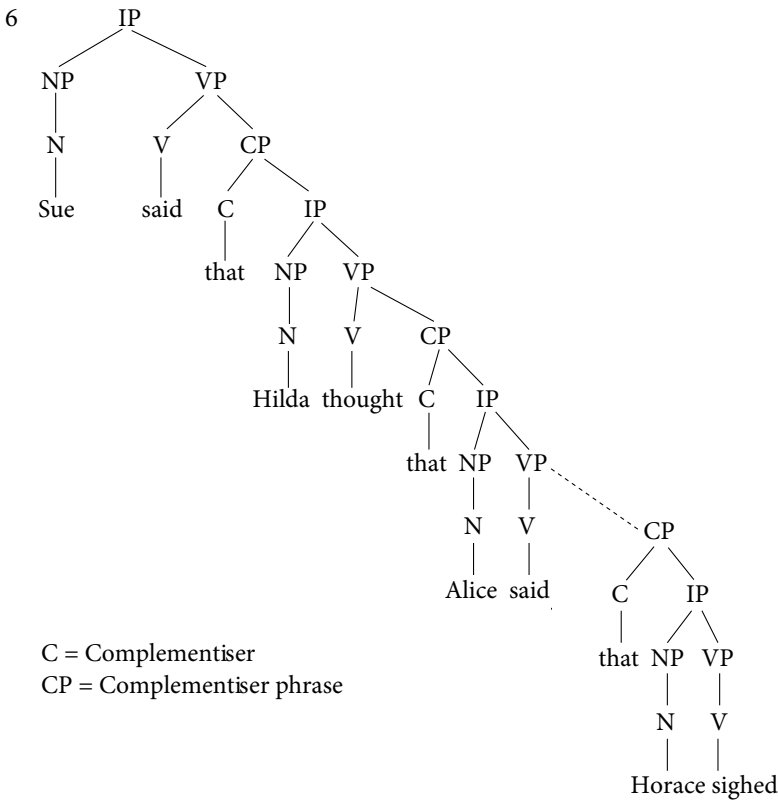 6 IP
NP VP
N V CP
Sue said C IP
that NP VP
N V CP
Hilda thought C IP
that NP VP
N V CP
Alice said C IP
C = Complementiser that NP VP
CP = Complementiser phrase
N V
Horace sighed